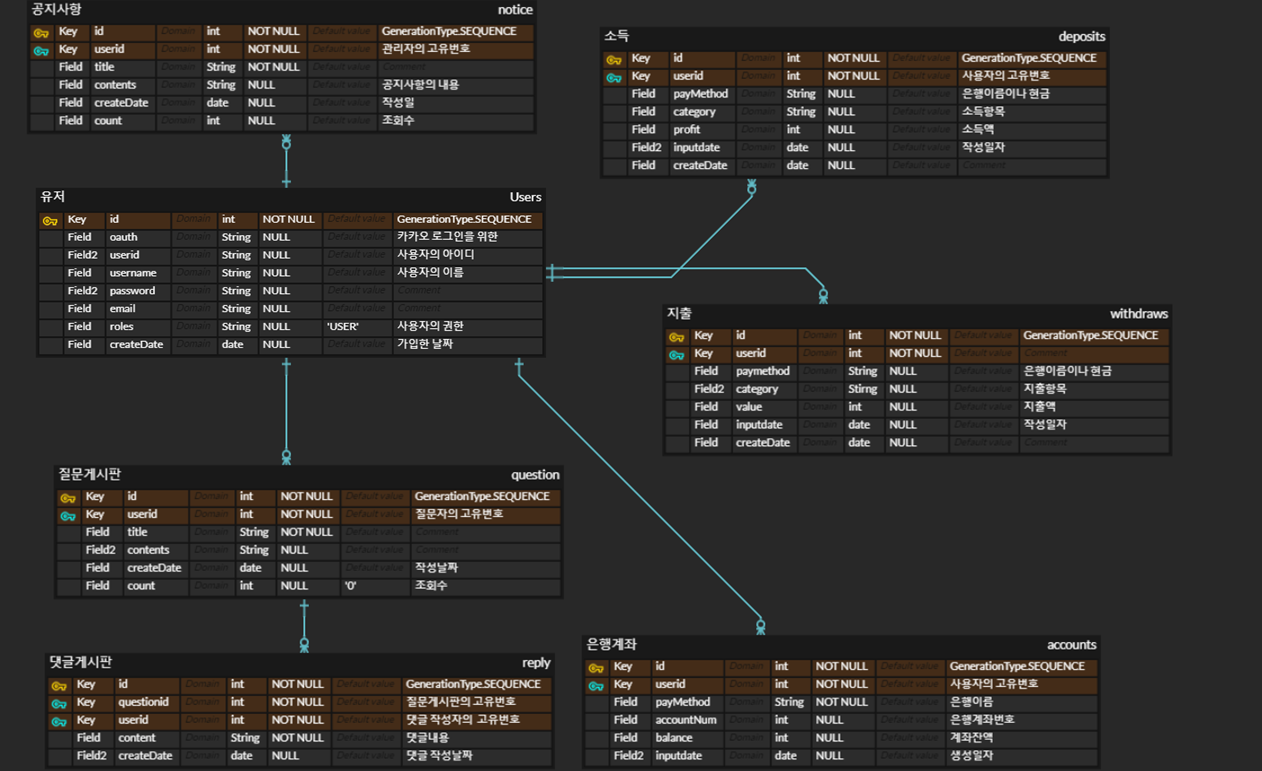 공지사항 notice
Key id Domain int NOT NULL Default value GenerationType.SEQUENCE
Key userid Domain int NOT NULL Default value 관리자의 고유번호
Field title Domain String NOT NULL Default value Comment
Field contents Domain String NULL Default value 공지사항의 내용
Field createDate Domain date NULL Default value 작성일
Field count Domain int NULL Default value 조회수
소득 deposits
Key id Domain int NOT NULL Default value GenerationType.SEQUENCE
Key userid Domain int NOT NULL Default value 사용자의 고유번호
Field payMethod Domain String NULL Default value 은행이름이나 현금
Field category Domain String NULL Default value 소득항목
Field profit Domain int NULL Default value 소득액
Field2 inputdate Domain date NULL Default value 작성일자
Field createDate Domain date NULL Default value Comment
유저 Users
Key id Domain int NOT NULL Default value GenerationType.SEQUENCE
Field oauth Domain String NULL Default value 카카오 로그인을 위한
Field2 userid Domain String NULL Default value 사용자의 아이디
Field username Domain String NULL Default value 사용자의 이름
Field2 password Domain String NULL Default value Comment
Field email Domain String NULL Default value Comment
Field roles Domain String NULL 'USER' 사용자의 권한
Field createDate Domain date NULL Default value 가입한 날짜
지출 withdraws
Key id Domain int NOT NULL Default value GenerationType.SEQUENCE
Key userid Domain int NOT NULL Default value Comment
Field paymethod Domain String NULL Default value 은행이름이나 현금
Field2 category Domain Stirng NULL Default value 지출항목
Field value Domain int NULL Default value 지출액
Field inputdate Domain date NULL Default value 작성일자
Field createDate Domain date NULL Default value Comment
질문게시판 question
Key id Domain int NOT NULL Default value GenerationType.SEQUENCE
Key userid Domain int NOT NULL Default value 질문자의 고유번호
Field title Domain String NOT NULL Default value Comment
Field2 contents Domain String NULL Default value Comment
Field createDate Domain date NULL Default value 작성날짜
Field count Domain int NULL '0' 조회수
댓글게시판 reply
Key id Domain int NOT NULL Default value GenerationType.SEQUENCE
Key questionid Domain int NOT NULL Default value 질문게시판의 고유번호
Key userid Domain int NOT NULL Default value 댓글 작성자의 고유번호
Field content Domain String NOT NULL Default value 댓글내용
Field2 createDate Domain date NULL Default value 댓글 작성날짜
은행계좌 accounts
Key id Domain int NOT NULL Default value GenerationType.SEQUENCE
Key userid Domain int NOT NULL Default value 사용자의 고유번호
Field payMethod Domain String NOT NULL Default value 은행이름
Field accountNum Domain int NULL Default value 은행계좌번호
Field balance Domain int NULL Default value 계좌잔액
Field2 inputdate Domain date NULL Default value 생성일자